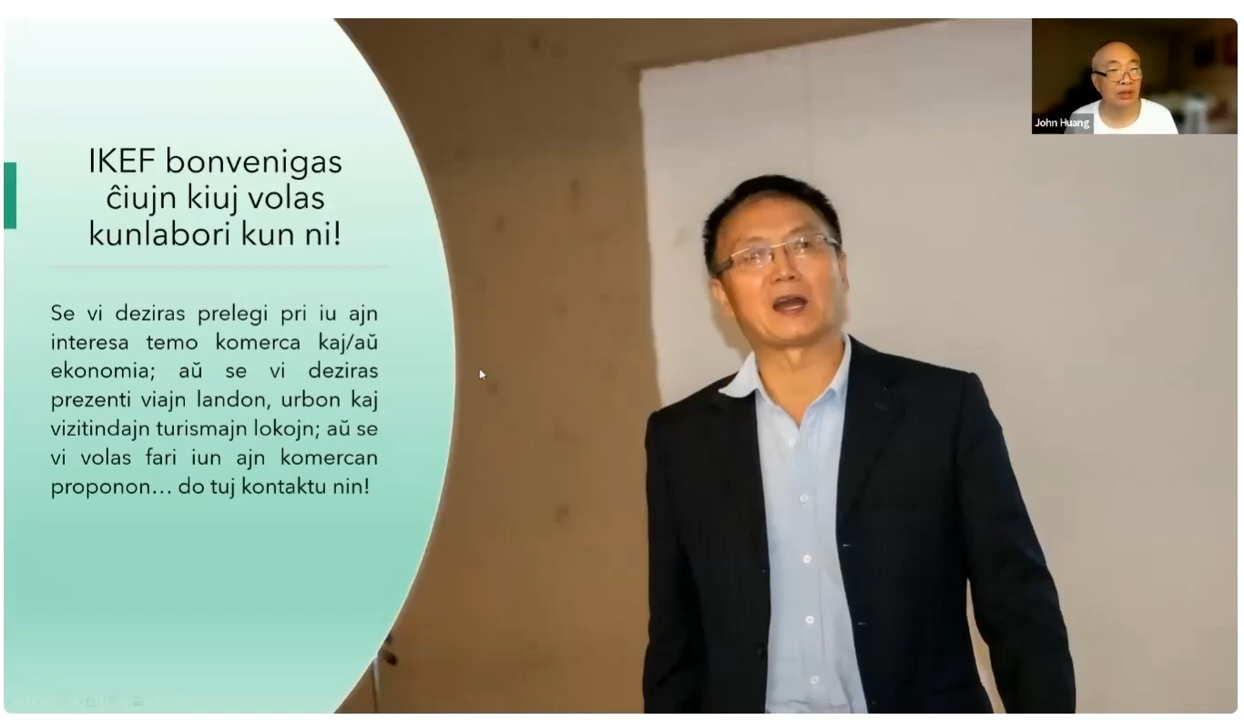 IKEF bonvenigas
ĉiujn kiuj volas
kunlabori kun ni!
Se vi deziras prelegi pri iu ajn
interesa temo komerca kaj/aŭ
ekonomia; aŭ se vi deziras
prezenti viajn landon, urbon kaj
vizitindajn turismajn lokojn; aŭ se
vi volas fari iun ajn komercan
proponon... do tuj kontaktu nin!
John Huang